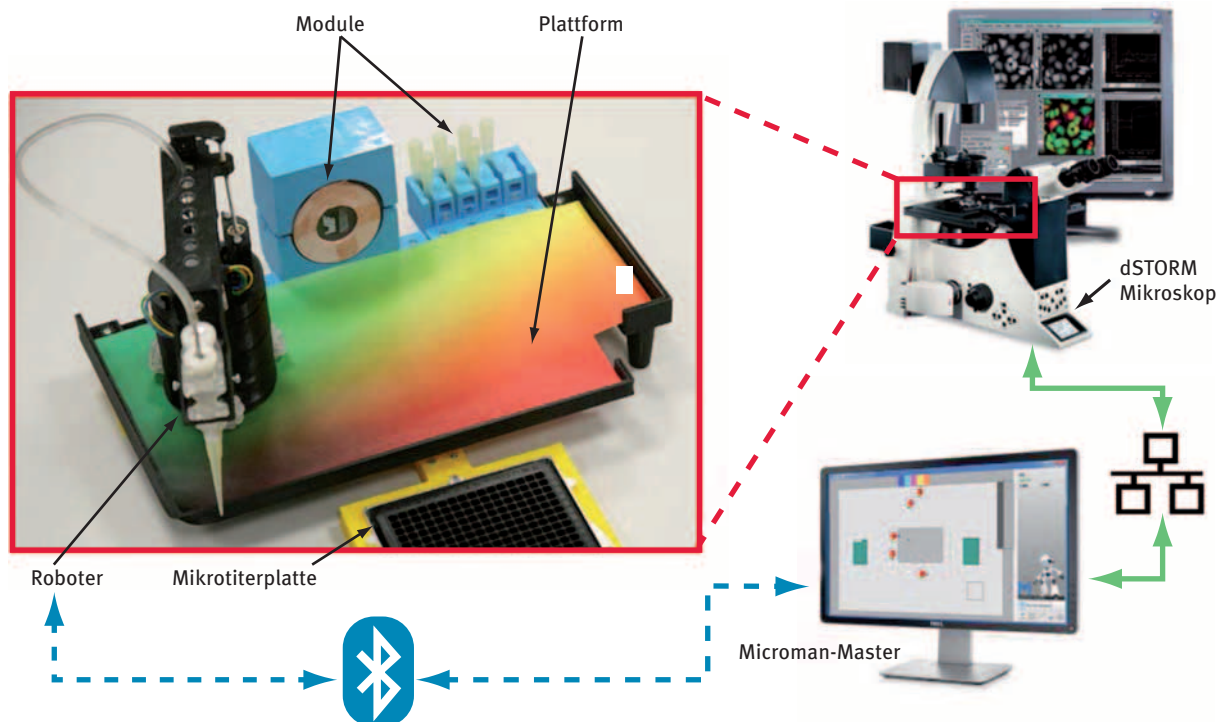 Module
Plattform
dSTORM
Mikroskop
Roboter
Mikrotiterplatte
Microman-Master